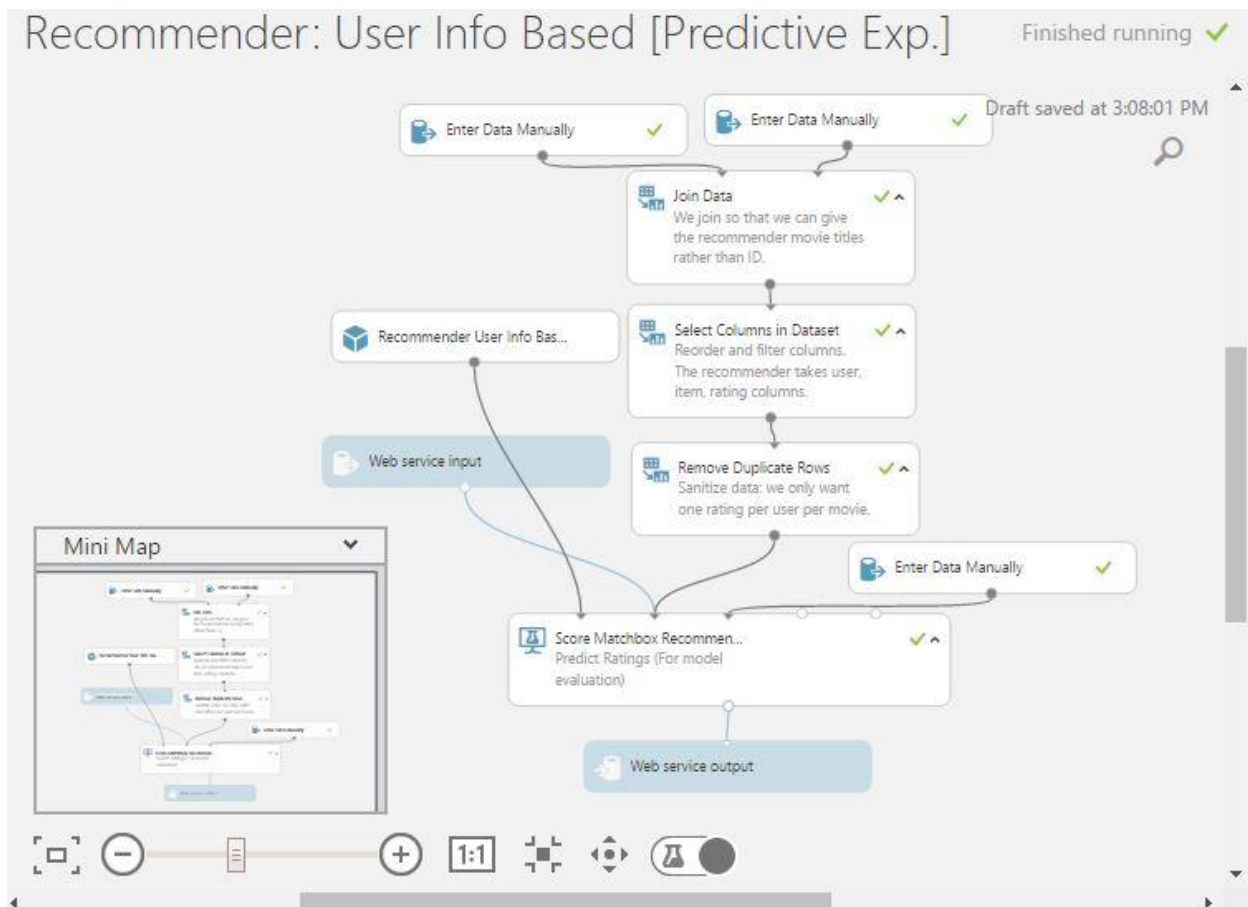 Recommender: User Info Based [Predictive Exp.]
Finished running
Draft saved at 3:08:01 PM
Enter Data Manually
Enter Data Manually
Join Data
We join so that we can give
the recommender movie titles
rather than ID.
Recommender User Info Bas...
Select Columns in Dataset
Reorder and filter columns.
The recommender takes user,
item, rating columns.
Web service input
Remove Duplicate Rows
Sanitize data: we only want
one rating per user per movie.
Mini Map
Enter Data Manually
Score Matchbox Recommen...
Predict Ratings (For model
evaluation)
Web service output
1:1